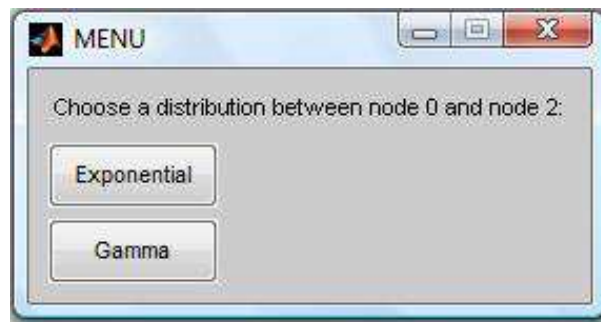 MENU
Choose a distribution between node 0 and node 2:
Exponential
Gamma